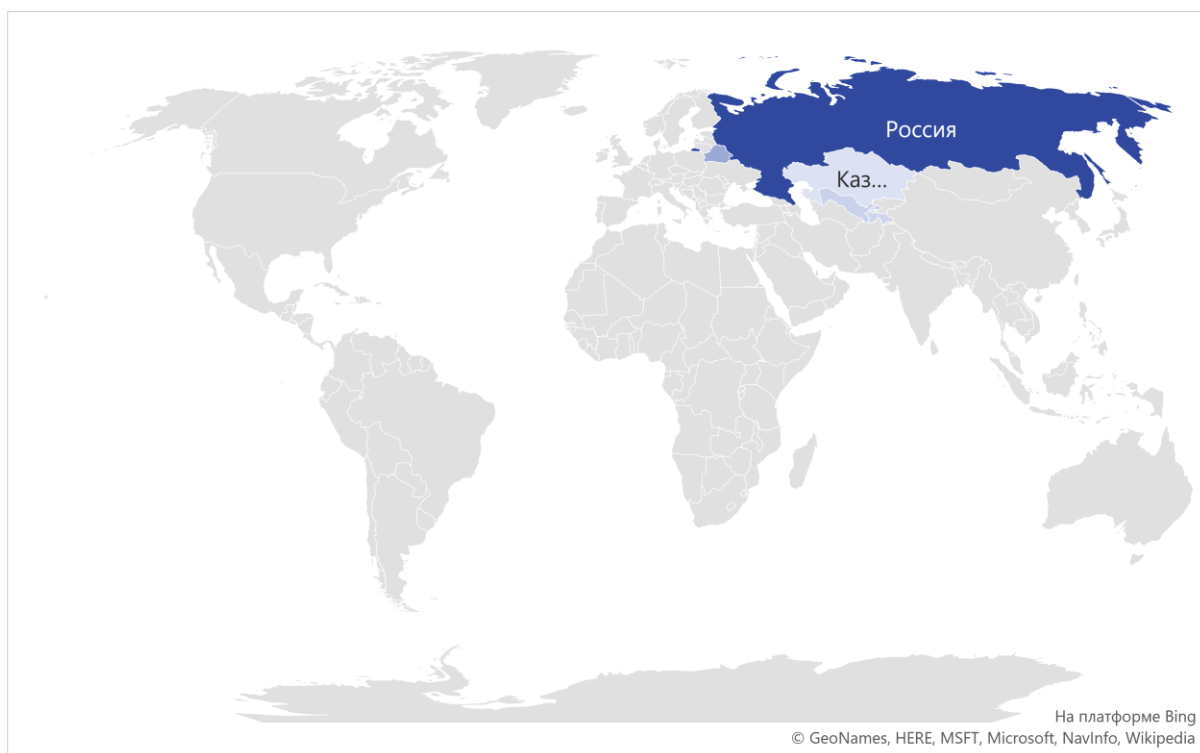 Россия
Каз...
На платформе Bing
© GeoNames, HERE, MSFT, Microsoft, NavInfo, Wikipedia